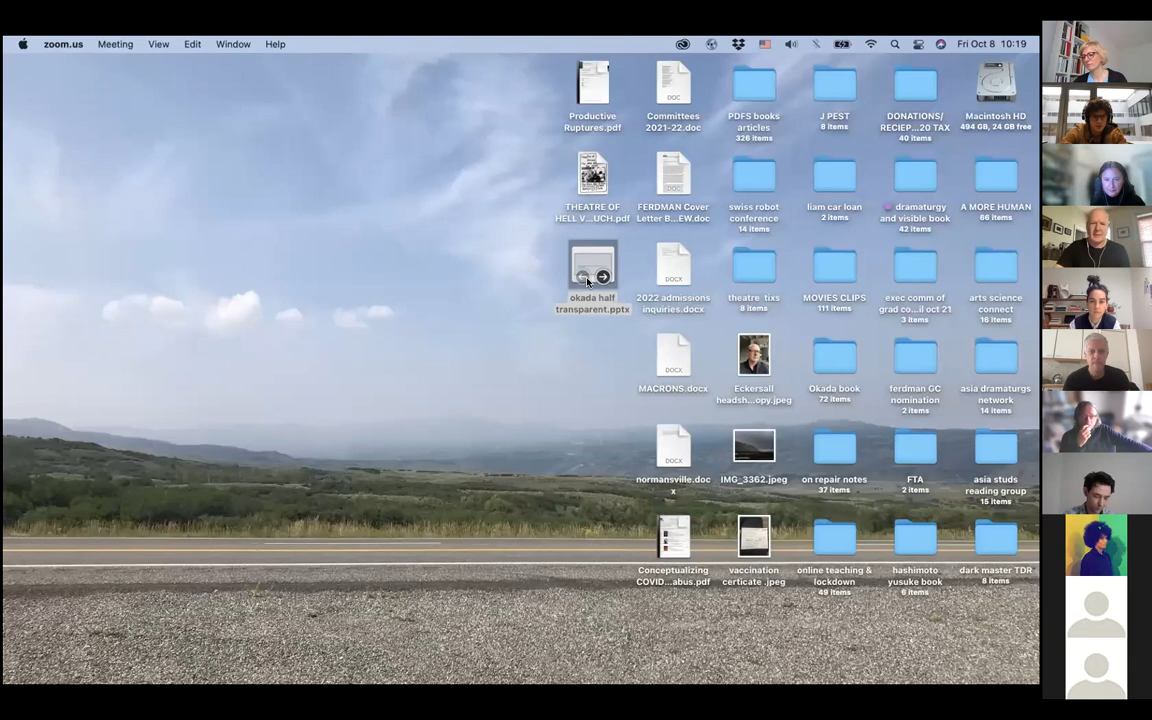 zoom.us Meeting View Edit Window Help
Fri Oct 8 10:19
Productive
Ruptures.pdf
Committees
2021-22.doc
PDFS books
articles
326 items
J PEST
8 items
DONATIONS/
RECIEP...20 TAX
40 items
Macintosh HD
494 GB, 24 GB free
THEATRE OF
HELL V...UCH.pdf
FERDMAN Cover
Letter B...EW.doc
swiss robot
conference
14 items
liam car loan
2 items
dramaturgy
and visible book
42 items
A MORE HUMAN
66 items
okada half
transparent.pptx
2022 admissions
inquiries.docx
theatre txts
8 items
MOVIES CLIPS
111 items
exec comm of
grad co...il oct 21
3 items
arts science
connect
16 items
MACRONS.docx
Eckersall
headsh...opy.jpeg
Okada book
72 items
ferdman GC
nomination
2 items
asia dramaturgs
network
14 items
normansville.doc
x
IMG_3362.jpeg
on repair notes
37 items
FTA
2 items
asia studs
reading group
15 items
Conceptualizing
COVID...abus.pdf
vaccination
certicate .jpeg
online teaching &
lockdown
49 items
hashimoto
yusuke book
6 items
dark master TDR
8 items
DOC
DOC
DOCX
DOCX
DOCX